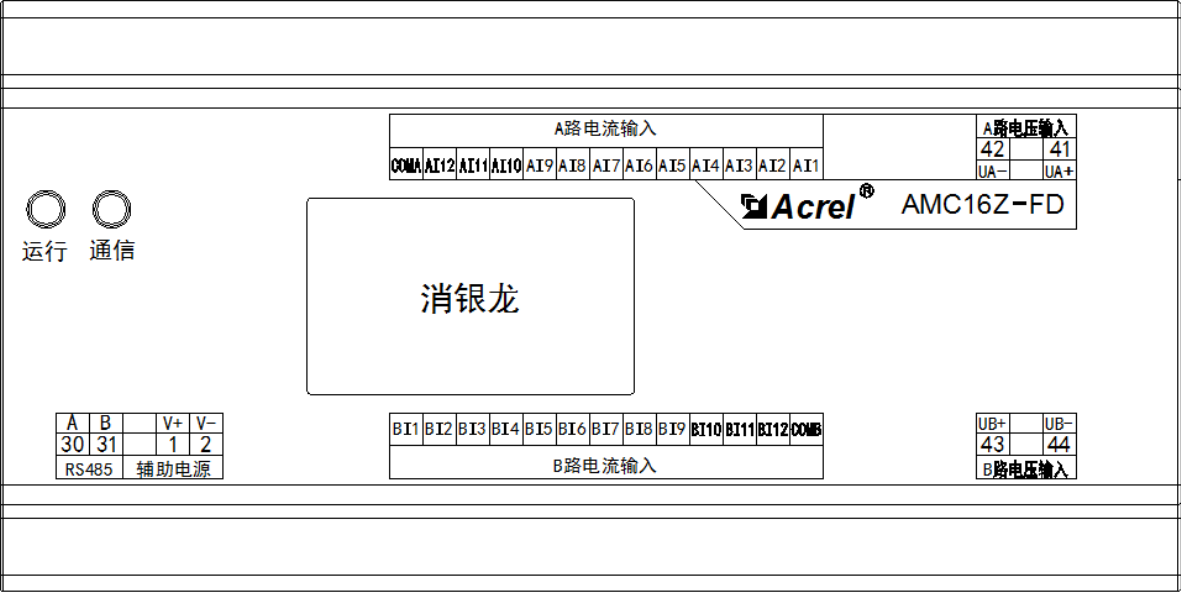 A路电流输入
COMA AI12 AI11 AI10 AI9 AI8 AI7 AI6 AI5 AI4 AI3 AI2 AI1
A路电压输入
42 41
UA- UA+
Acrel® AMC16Z-FD
运行 通信
消银龙
A B V+ V-
30 31 1 2
RS485 辅助电源
BI1 BI2 BI3 BI4 BI5 BI6 BI7 BI8 BI9 BI10 BI11 BI12 COMB
B路电流输入
UB+ UB-
43 44
B路电压输入